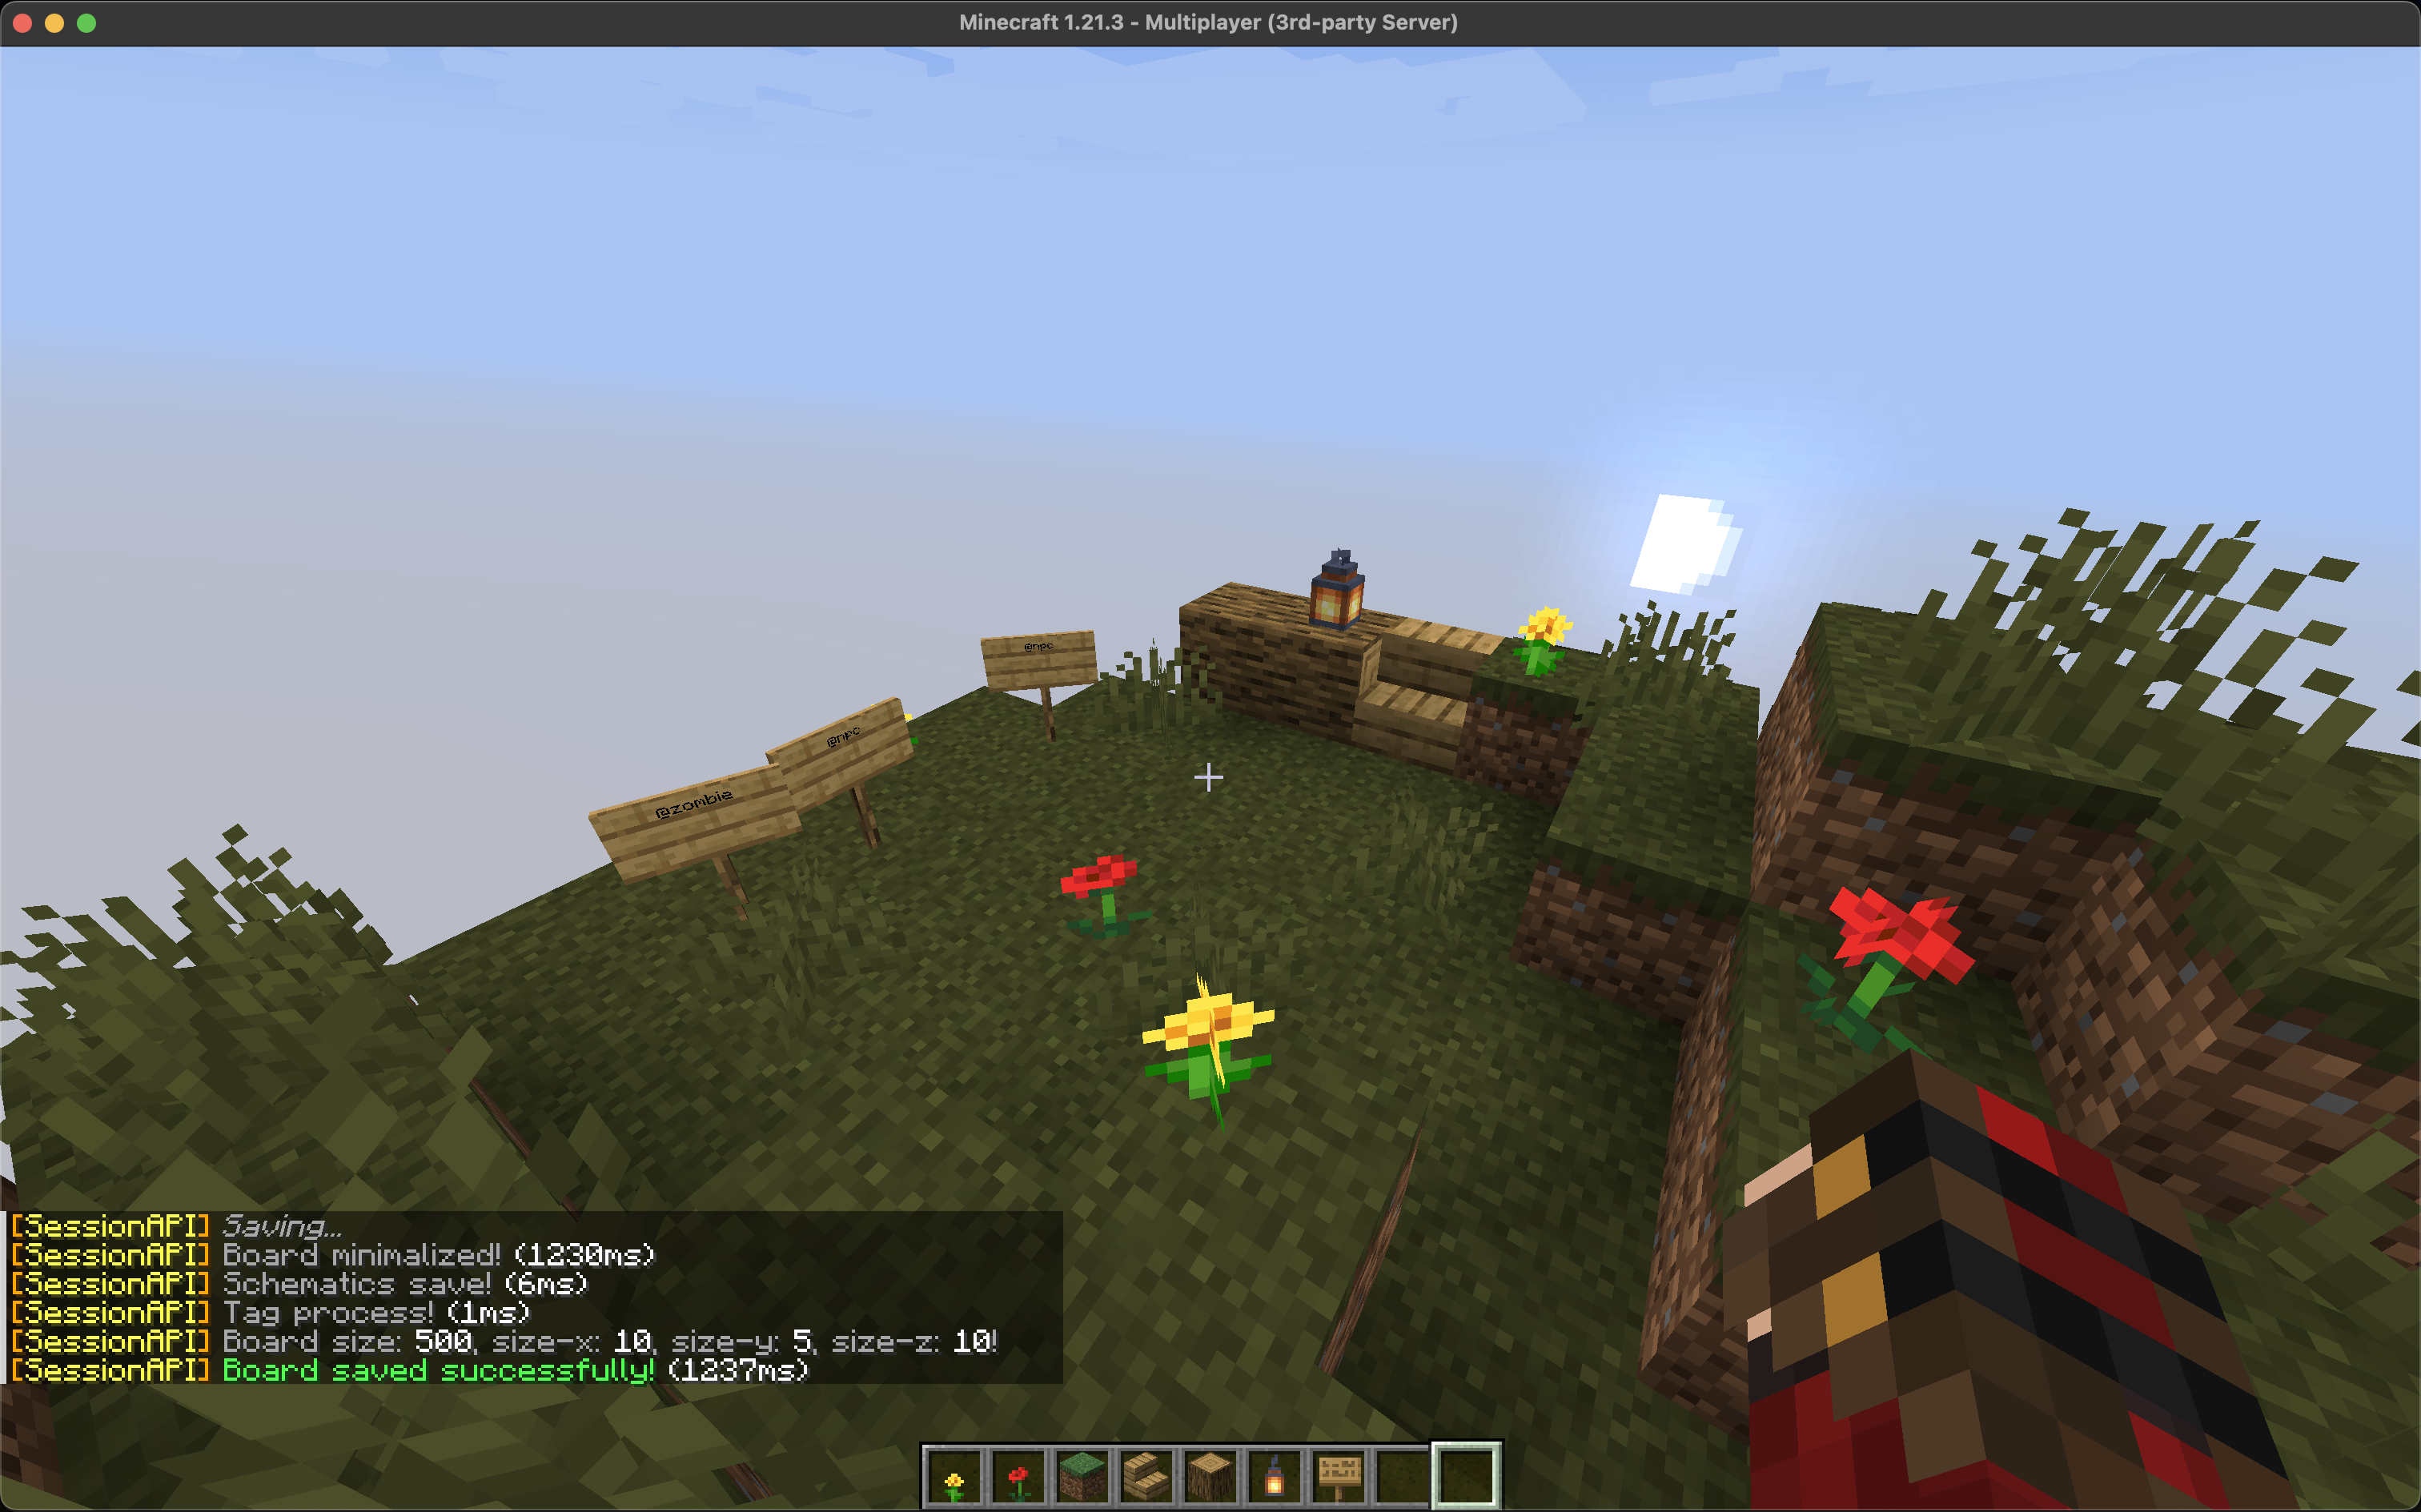 Minecraft 1.21.3 - Multiplayer (3rd-party Server)
@npc
@npc
@zombie
[SessionAPI] Saving...
[SessionAPI] Board minimalized! (1230ms)
[SessionAPI] Schematics save! (6ms)
[SessionAPI] Tag process! (1ms)
[SessionAPI] Board size: 500, size-x: 10, size-y: 5, size-z: 10!
[SessionAPI] Board saved successfully! (1237ms)